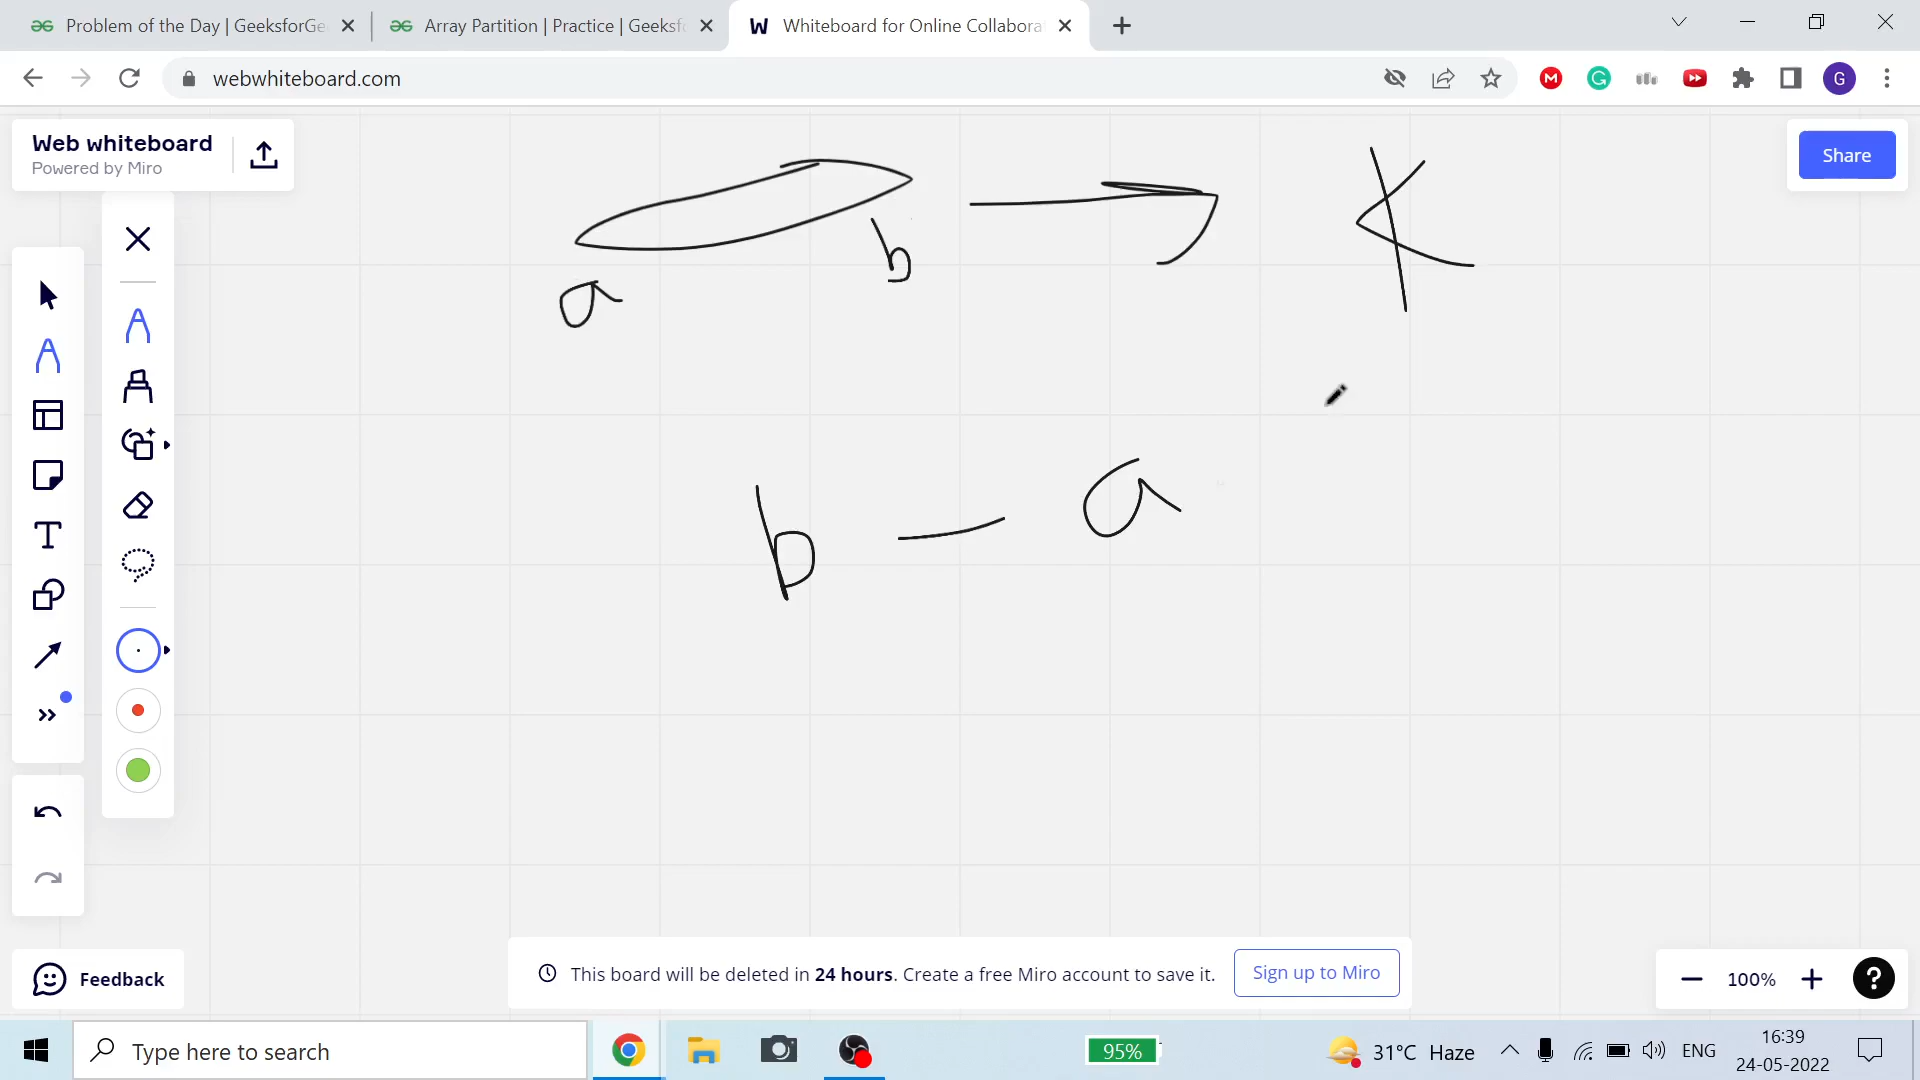 Problem of the Day | GeeksforGe
Array Partition | Practice | Geeksf
W Whiteboard for Online Collabora
webwhiteboard.com
M
G
G
Web whiteboard
Powered by Miro
Share
a
b
K
b - a
T
Feedback
This board will be deleted in 24 hours. Create a free Miro account to save it.
Sign up to Miro
100%
?
Type here to search
95%
31°C Haze
ENG
16:39
24-05-2022